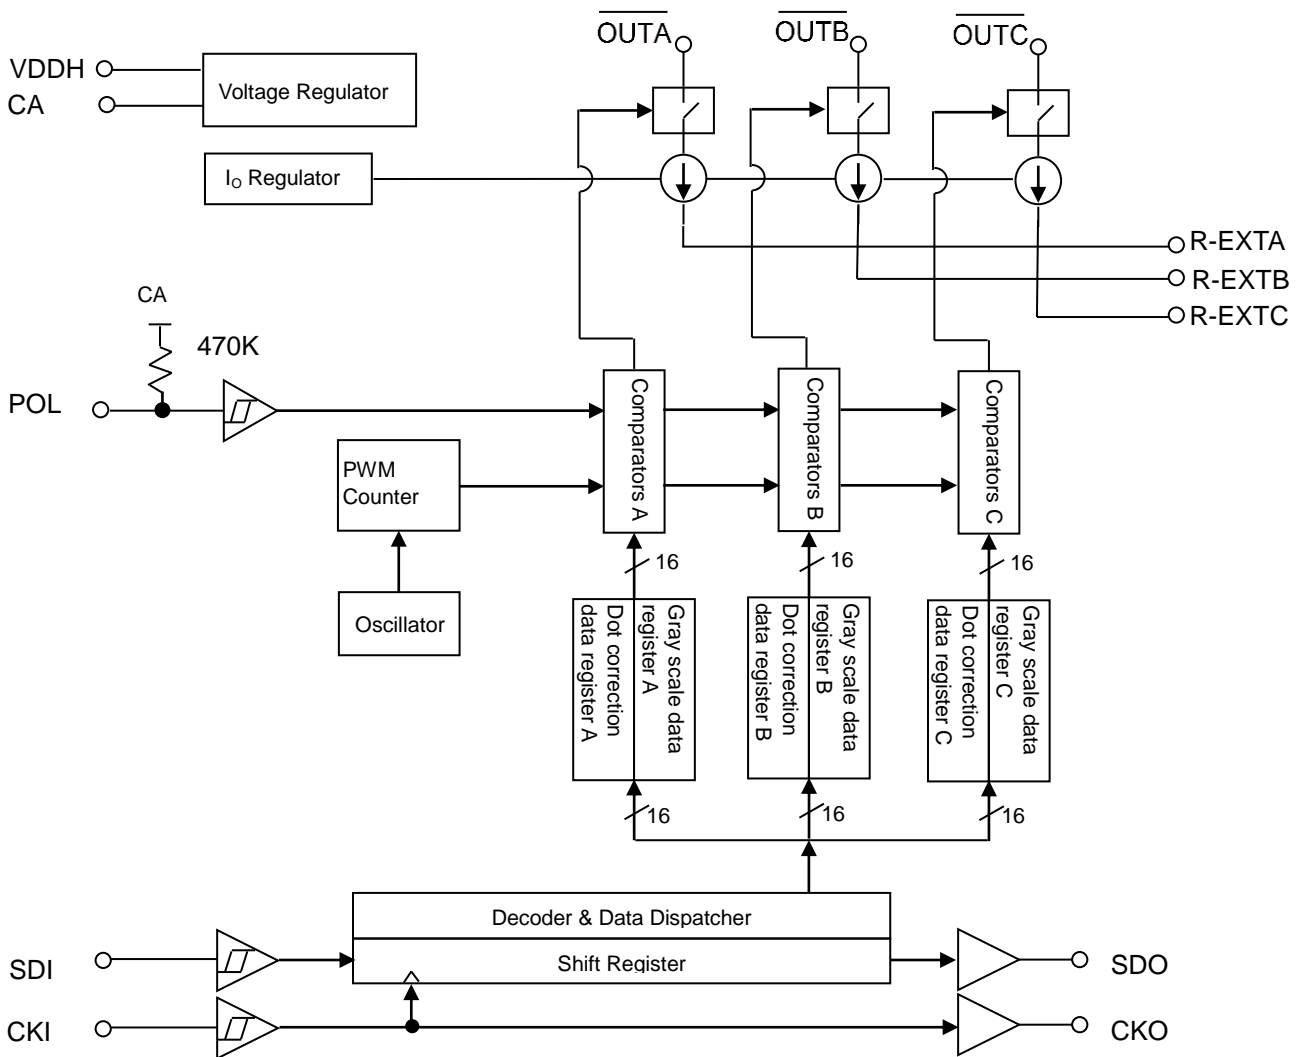 OUTA
OUTB
OUTC
VDDH
CA
Voltage Regulator
IO Regulator
R-EXTA
R-EXTB
R-EXTC
CA
470K
POL
Comparators A
Comparators B
Comparators C
PWM
Counter
Oscillator
16
16
16
Gray scale data
register A
Dot correction
data register A
Gray scale data
register B
Dot correction
data register B
Gray scale data
register C
Dot correction
data register C
16
16
16
Decoder & Data Dispatcher
Shift Register
SDI
SDO
CKI
CKO